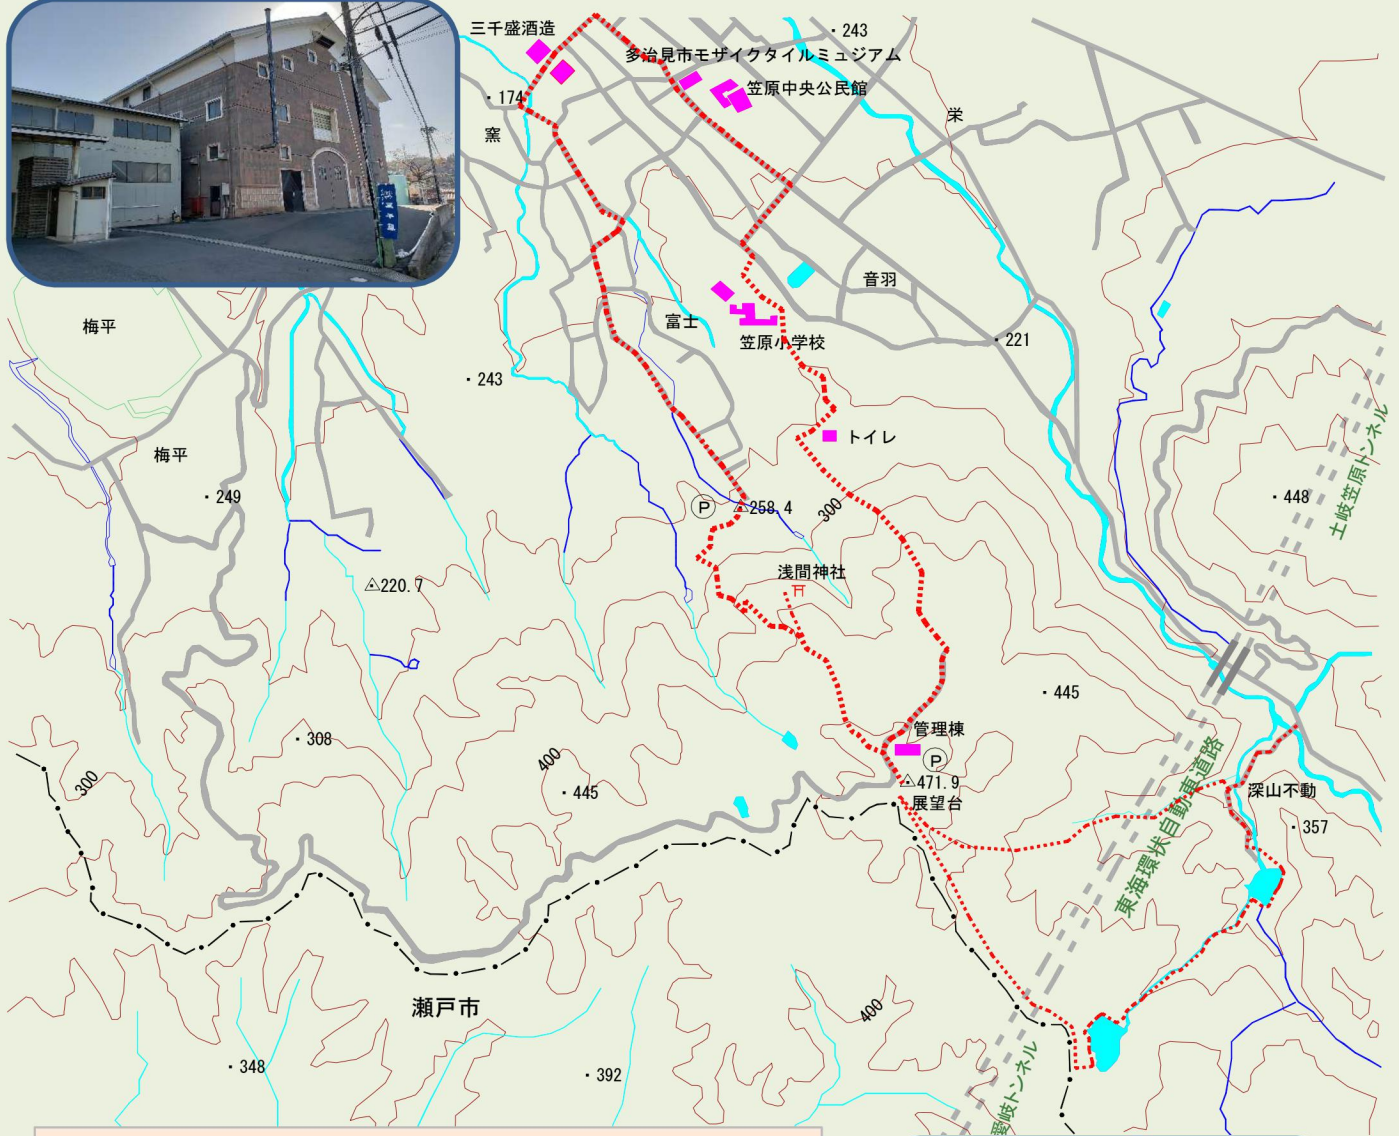 三千盛酒造
・243
多治見市モザイクタイルミュージアム
笠原中央公民館
・174
窯
栄
音羽
梅平
富士
笠原小学校
・221
・243
トイレ
梅平
・249
・448
土岐笠原トンネル
P
258.4
300
浅間神社
220.7
・445
管理棟
P
・308
400
300
471.9
展望台
・445
東海環状自動車道路
深山不動
・357
瀬戸市
400
・348
・392
愛岐トンネル